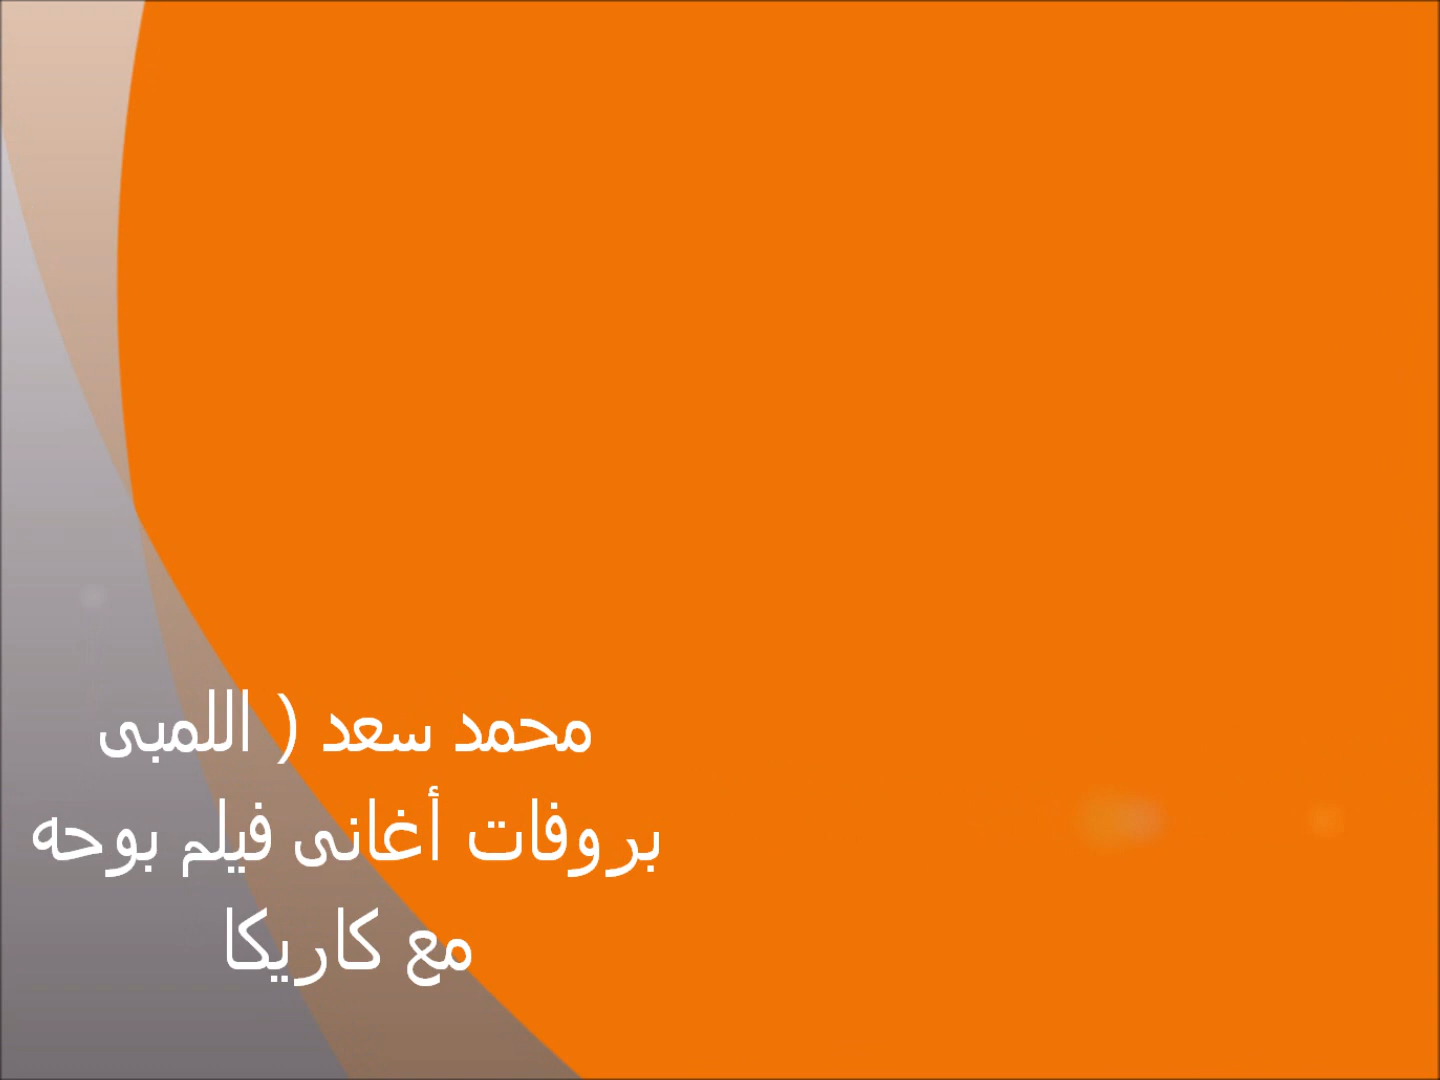 محمد سعد ( اللمبى
بروفات أغانى فيلم بوحه
مع كاريكا